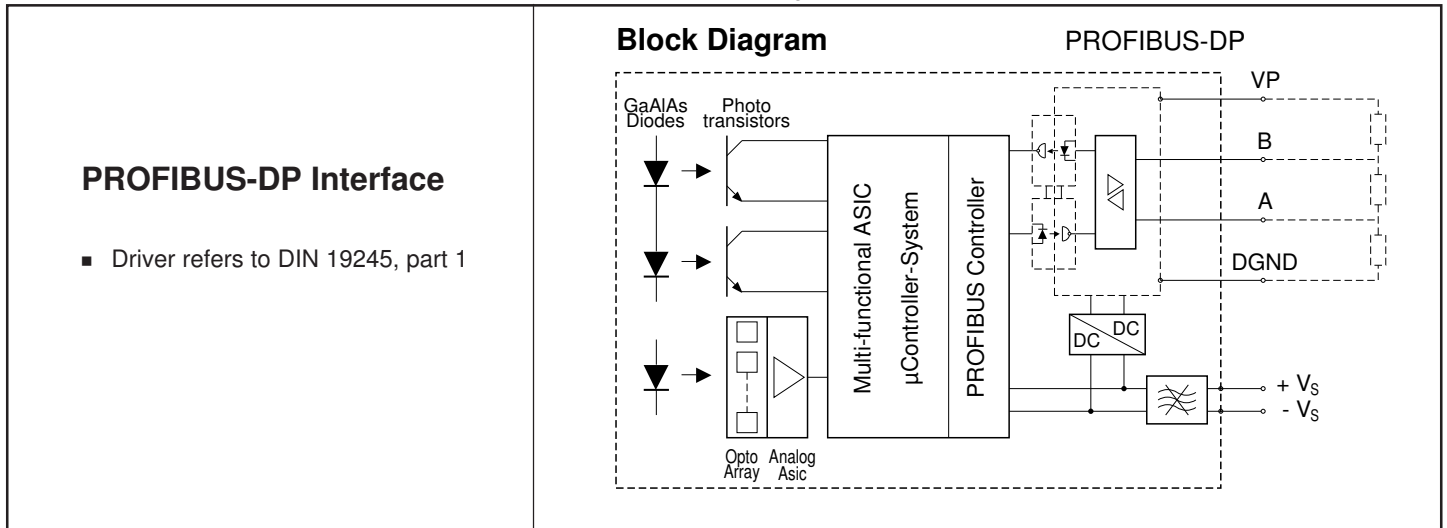 PROFIBUS-DP Interface
■ Driver refers to DIN 19245, part 1
Block Diagram
PROFIBUS-DP
GaAlAs
Diodes
Photo
transistors
Multi-functional ASIC
µController-System
PROFIBUS Controller
VP
B
A
DGND
DC
DC
+ VS
- VS
Opto
Array
Analog
Asic